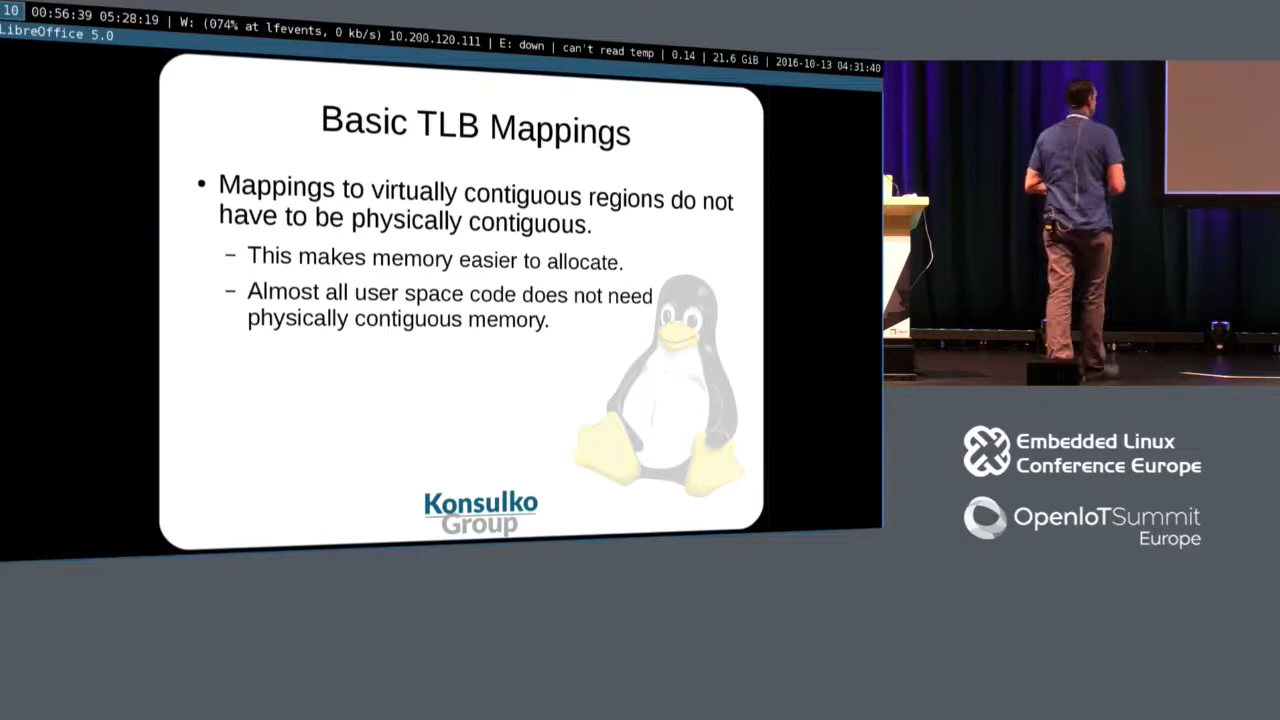 10 00:56:39 05:28:19 | W: (074% at lfevents, 0 kb/s) 10.200.120.111 | E: down | can't read temp | 0.14 | 21.6 GiB | 2016-10-13 04:31:40
LibreOffice 5.0
Basic TLB Mappings
• Mappings to virtually contiguous regions do not
have to be physically contiguous.
– This makes memory easier to allocate.
– Almost all user space code does not need
physically contiguous memory.
Konsulko
Group
Embedded Linux
Conference Europe
OpenIoTSummit
Europe